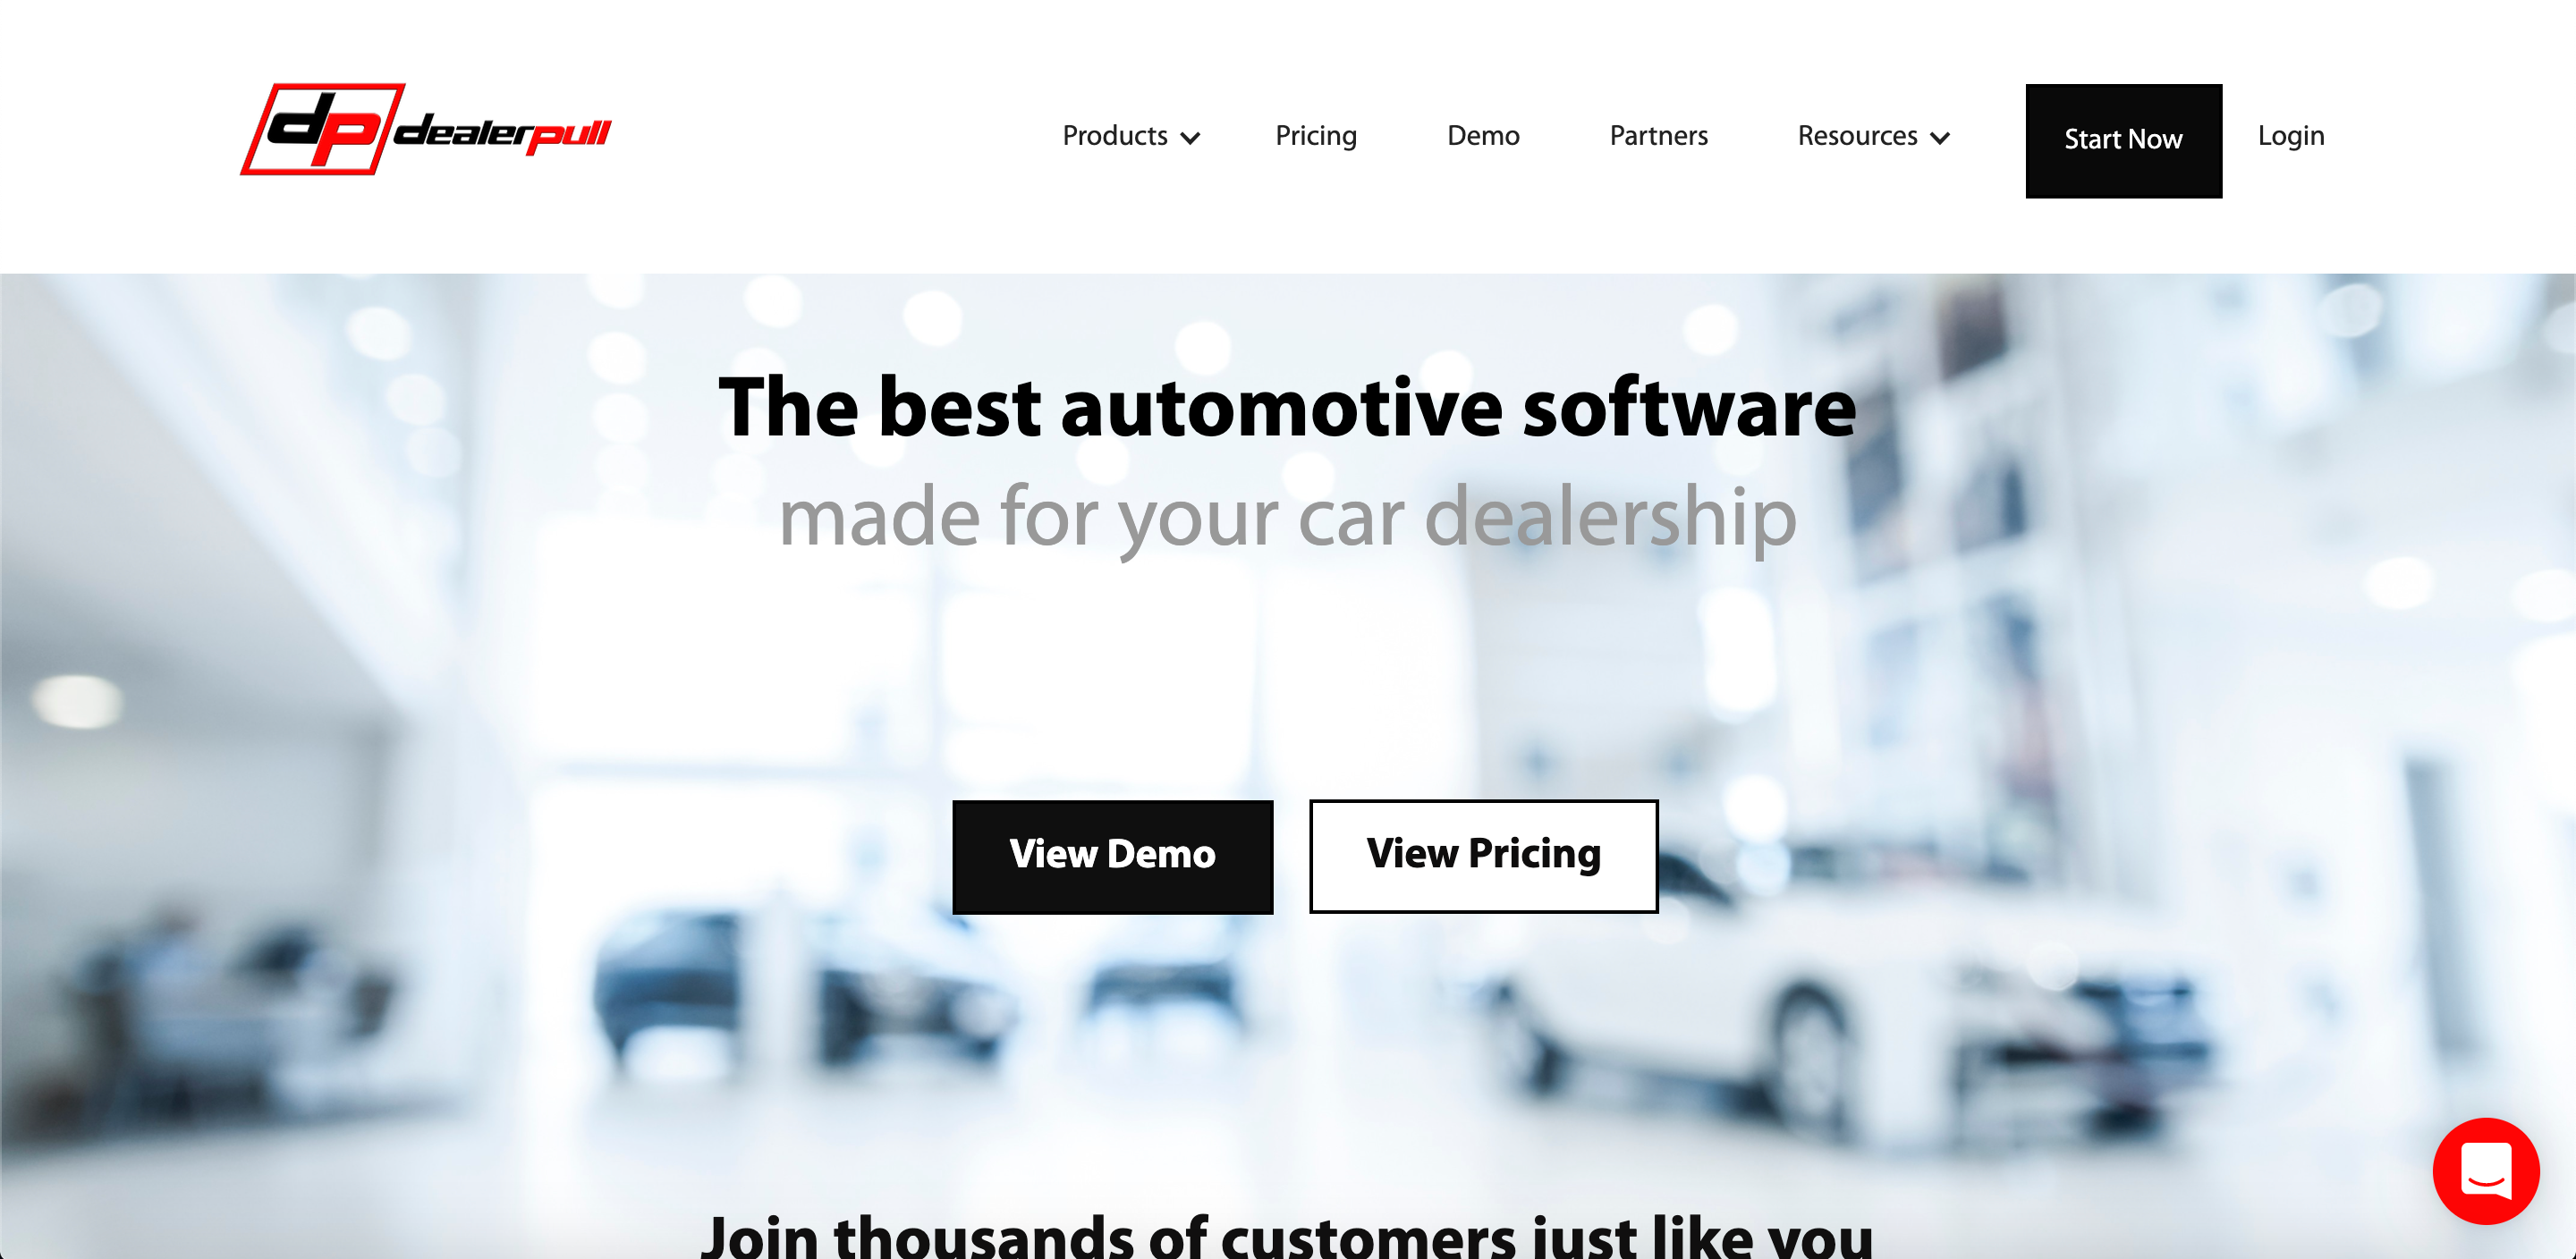 dp dealerpull
Products
Pricing
Demo
Partners
Resources
Start Now
Login
The best automotive software
made for your car dealership
View Demo
View Pricing
Join thousands of customers just like you